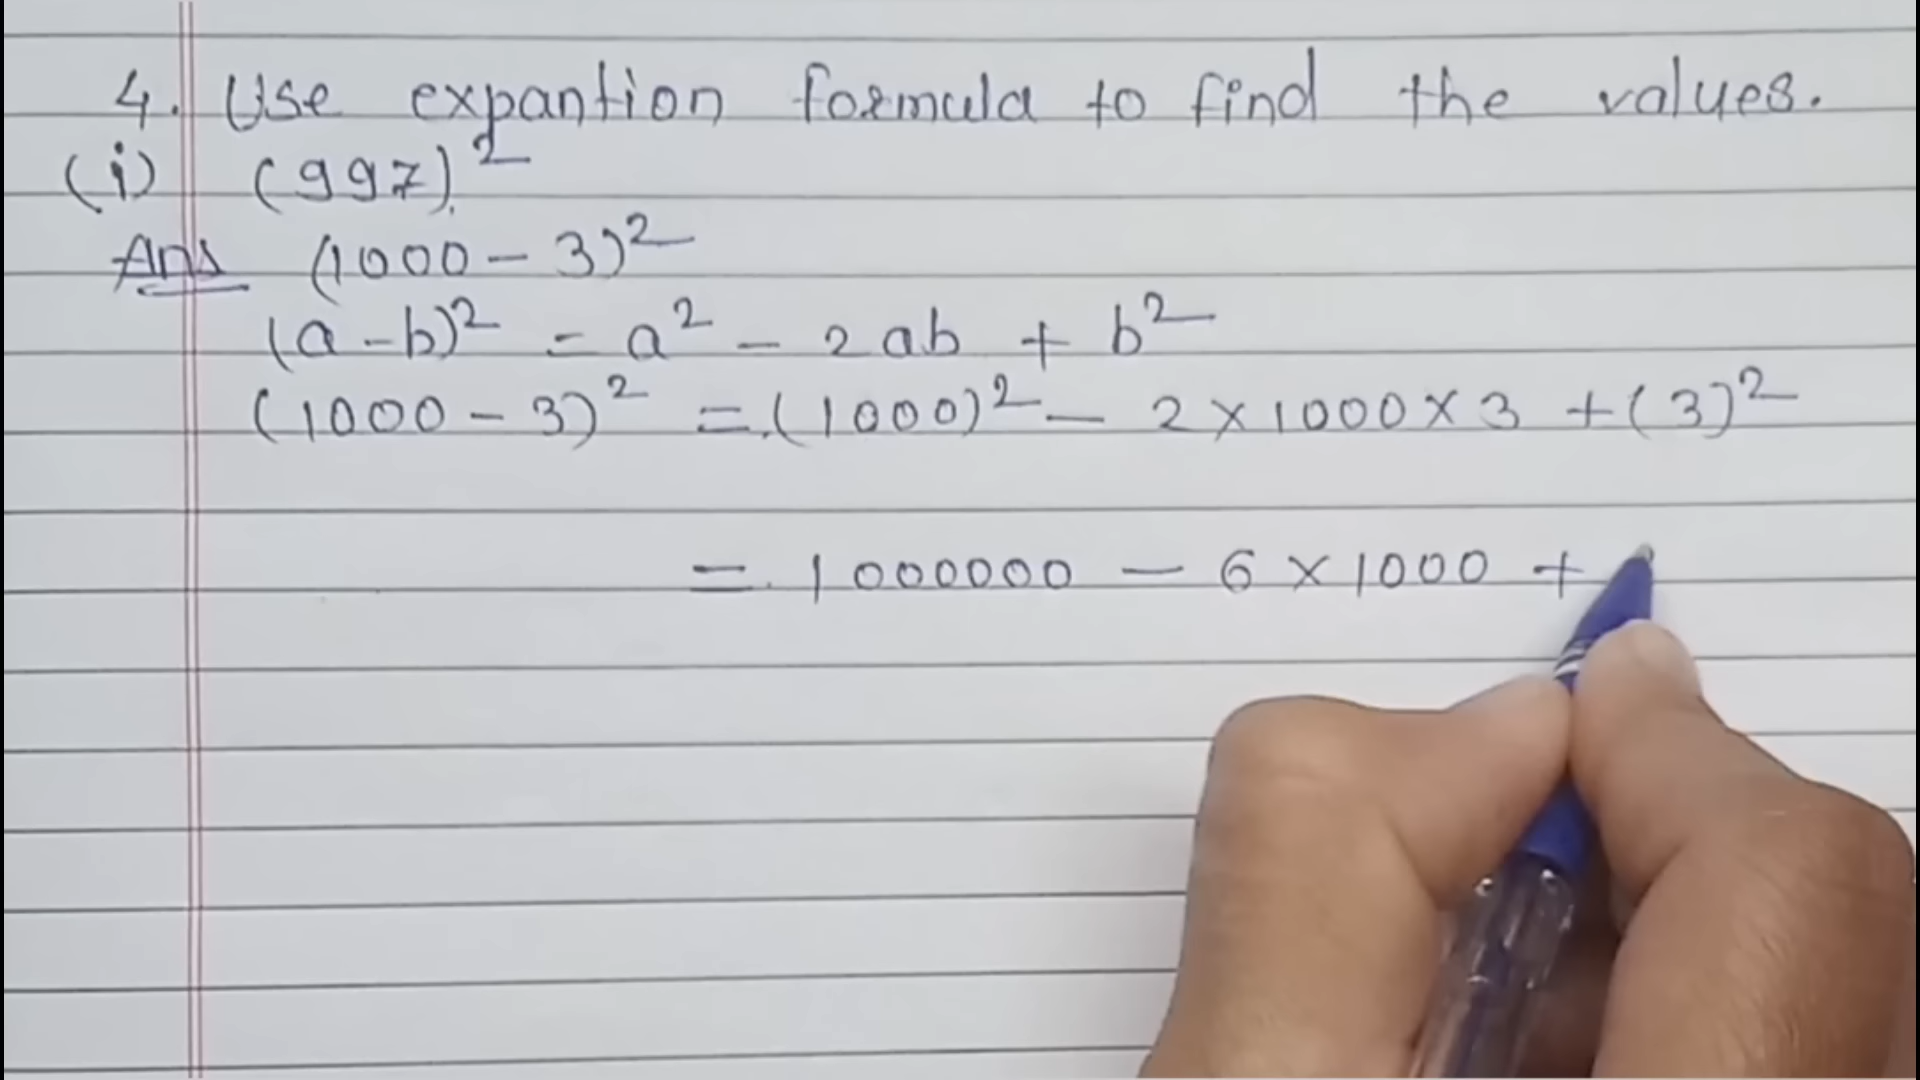 4. Use expantion formula to find the values.
(i) (997)²
Ans (1000 - 3)²
(a - b)² = a² - 2ab + b²
(1000 - 3)² = (1000)² - 2 × 1000 × 3 + (3)²
= 1000000 - 6 × 1000 +